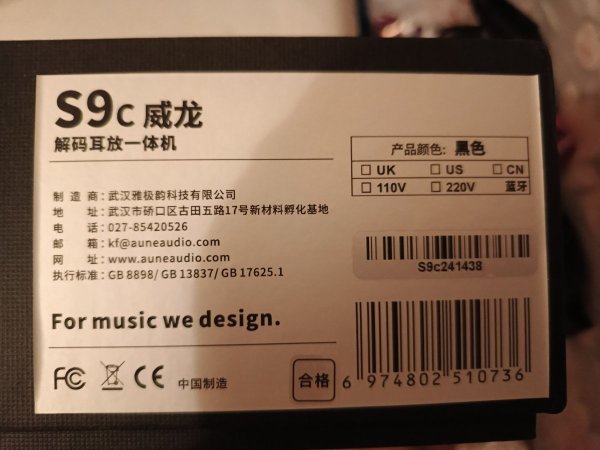 S9c 威龙
解码耳放一体机
产品颜色: 黑色
□ UK □ US □ CN
□ 110V □ 220V 蓝牙
制造商: 武汉雅极韵科技有限公司
地址: 武汉市硚口区古田五路17号新材料孵化基地
电话: 027-85420526
邮箱: kf@auneaudio.com
网址: www.auneaudio.com
执行标准: GB 8898/ GB 13837/ GB 17625.1
S9c241438
For music we design.
FC CE 中国制造
合格
6 974802 510736